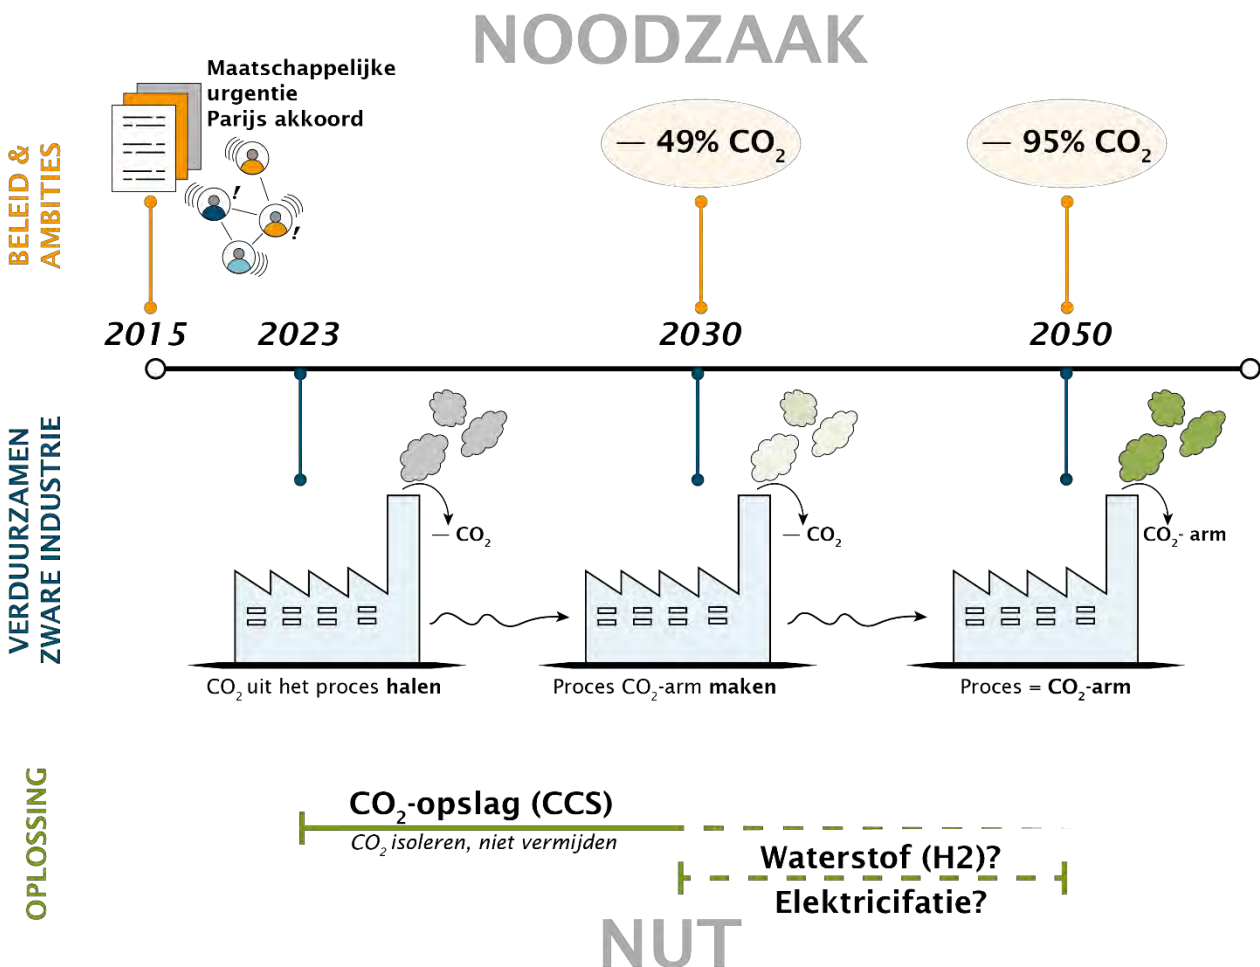 NOODZAAK
Maatschappelijke
urgentie
Parijs akkoord
— 49% CO₂
— 95% CO₂
BELEID &
AMBITIES
!
!
2015
2023
2030
2050
VERDUURZAMEN
ZWARE INDUSTRIE
— CO₂
— CO₂
CO₂- arm
CO₂ uit het proces halen
Proces CO₂-arm maken
Proces = CO₂-arm
OPLOSSING
CO₂-opslag (CCS)
CO₂ isoleren, niet vermijden
Waterstof (H2)?
Elektricifatie?
NUT